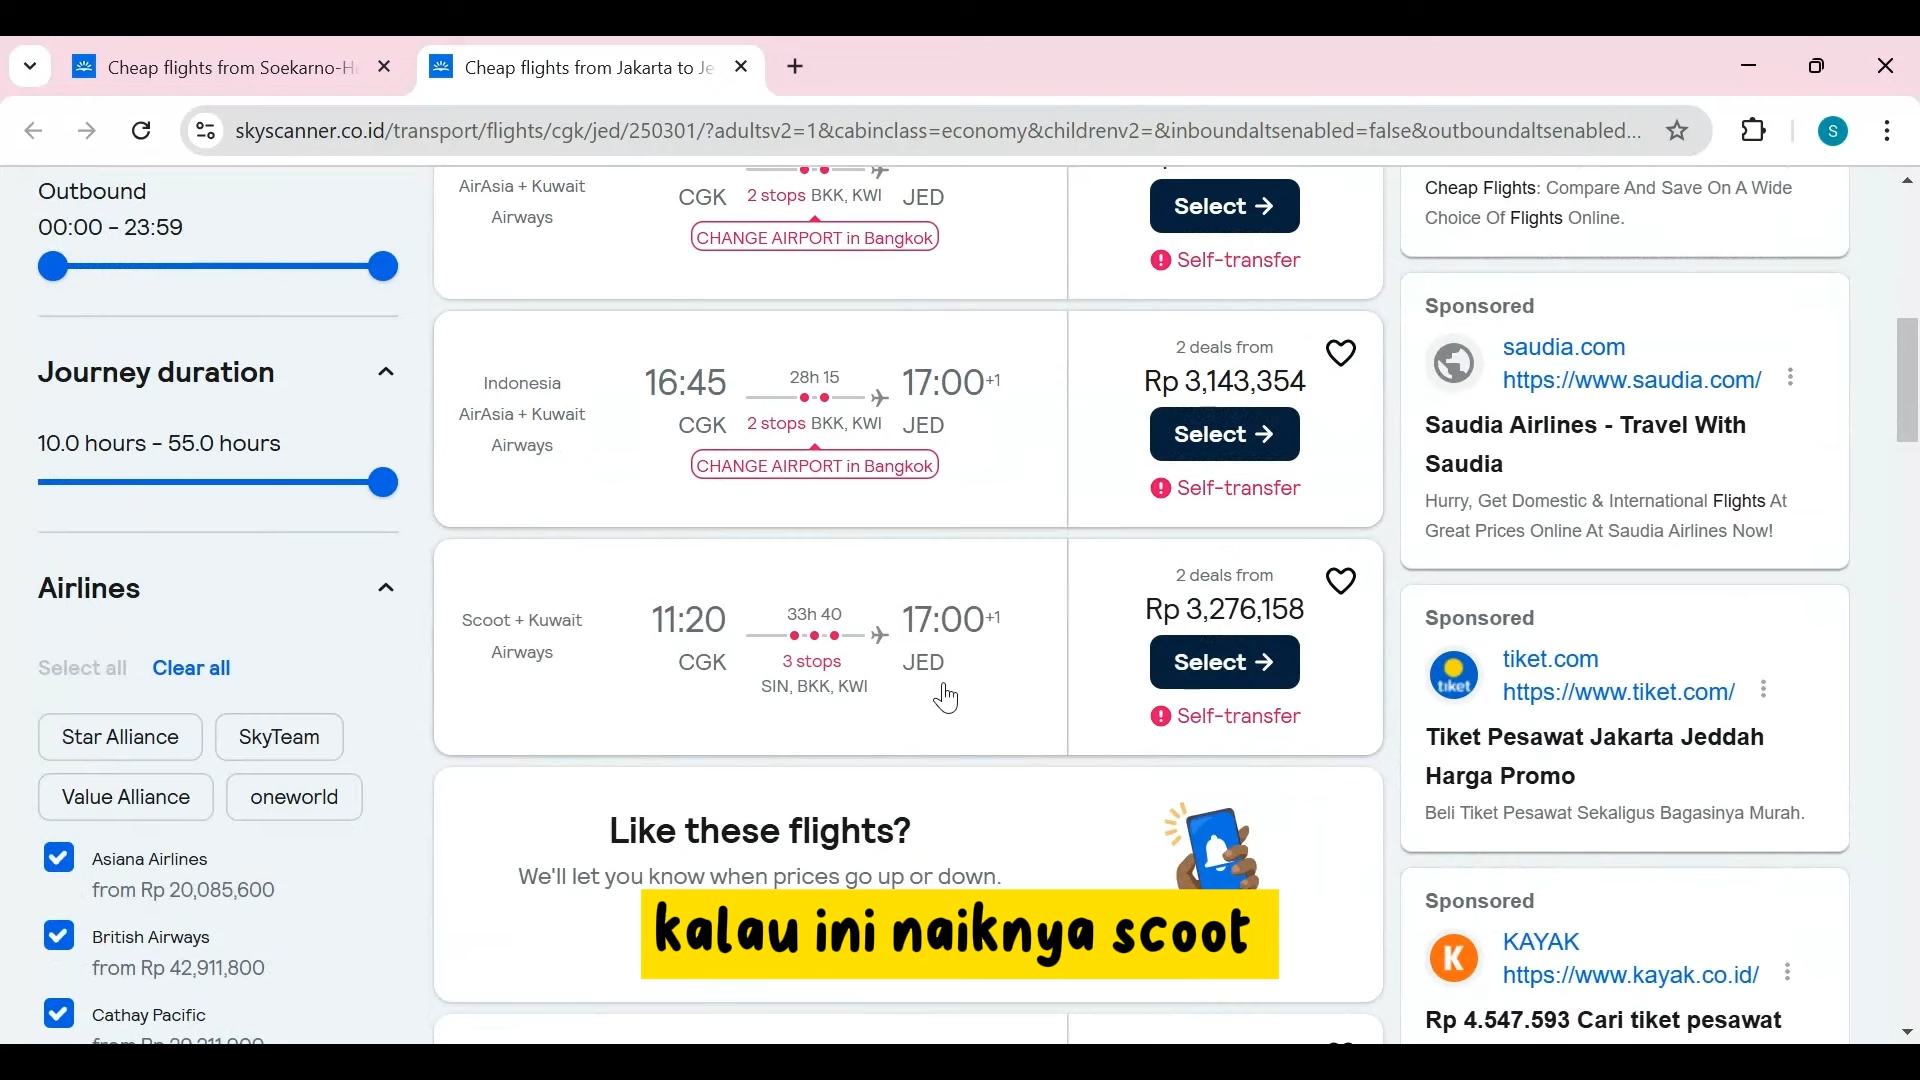 Cheap flights from Soekarno-H
Cheap flights from Jakarta to Je
skyscanner.co.id/transport/flights/cgk/jed/250301/?adultsv2=1&cabinclass=economy&childrenv2=&inboundaltsenabled=false&outboundaltsenabled...
S
Outbound
00:00 - 23:59
Journey duration
10.0 hours - 55.0 hours
Airlines
Select all Clear all
Star Alliance SkyTeam
Value Alliance oneworld
Asiana Airlines
from Rp 20,085,600
British Airways
from Rp 42,911,800
Cathay Pacific
AirAsia + Kuwait
Airways
CGK 2 stops BKK, KWI JED
CHANGE AIRPORT in Bangkok
Select →
Self-transfer
Indonesia
AirAsia + Kuwait
Airways
16:45 28h 15 17:00+1
CGK 2 stops BKK, KWI JED
CHANGE AIRPORT in Bangkok
2 deals from
Rp 3,143,354
Select →
Self-transfer
Scoot + Kuwait
Airways
11:20 33h 40 17:00+1
CGK 3 stops JED
SIN, BKK, KWI
2 deals from
Rp 3,276,158
Select →
Self-transfer
Like these flights?
We'll let you know when prices go up or down.
kalau ini naiknya scoot
Cheap Flights: Compare And Save On A Wide
Choice Of Flights Online.
Sponsored
saudia.com
https://www.saudia.com/
Saudia Airlines - Travel With
Saudia
Hurry, Get Domestic & International Flights At
Great Prices Online At Saudia Airlines Now!
Sponsored
tiket
tiket.com
https://www.tiket.com/
Tiket Pesawat Jakarta Jeddah
Harga Promo
Beli Tiket Pesawat Sekaligus Bagasinya Murah.
Sponsored
K
KAYAK
https://www.kayak.co.id/
Rp 4.547.593 Cari tiket pesawat